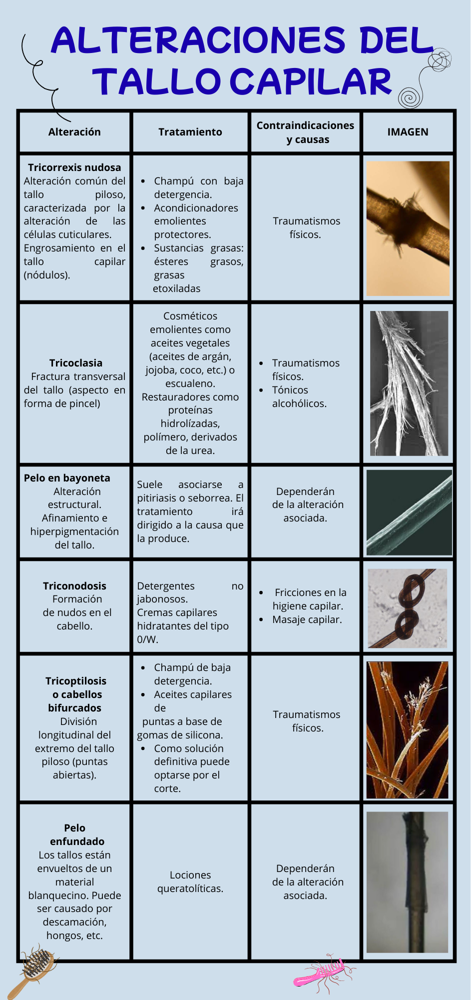 ALTERACIONES DEL
TALLO CAPILAR
Alteración
Tratamiento
Contraindicaciones
y causas
IMAGEN
Tricorrexis nudosa
Alteración común del
tallo piloso,
caracterizada por la
alteración de las
células cuticulares.
Engrosamiento en el
tallo capilar
(nódulos).
• Champú con baja
detergencia.
• Acondicionadores
emolientes
protectores.
• Sustancias grasas:
ésteres grasos,
grasas
etoxiladas
Traumatismos
físicos.
Tricoclasia
Fractura transversal
del tallo (aspecto en
forma de pincel)
Cosméticos
emolientes como
aceites vegetales
(aceites de argán,
jojoba, coco, etc.) o
escualeno.
Restauradores como
proteínas
hidrolízadas,
polímero, derivados
de la urea.
• Traumatismos
físicos.
• Tónicos
alcohólicos.
Pelo en bayoneta
Alteración
estructural.
Afinamiento e
hiperpigmentación
del tallo.
Suele asociarse a
pitiriasis o seborrea. El
tratamiento irá
dirigido a la causa que
la produce.
Dependerán
de la alteración
asociada.
Triconodosis
Formación
de nudos en el
cabello.
Detergentes no
jabonosos.
Cremas capilares
hidratantes del tipo
0/W.
• Fricciones en la
higiene capilar.
• Masaje capilar.
Tricoptilosis
o cabellos
bifurcados
División
longitudinal del
extremo del tallo
piloso (puntas
abiertas).
• Champú de baja
detergencia.
• Aceites capilares
de
puntas a base de
gomas de silicona.
• Como solución
definitiva puede
optarse por el
corte.
Traumatismos
físicos.
Pelo
enfundado
Los tallos están
envueltos de un
material
blanquecino. Puede
ser causado por
descamación,
hongos, etc.
Lociones
queratolíticas.
Dependerán
de la alteración
asociada.